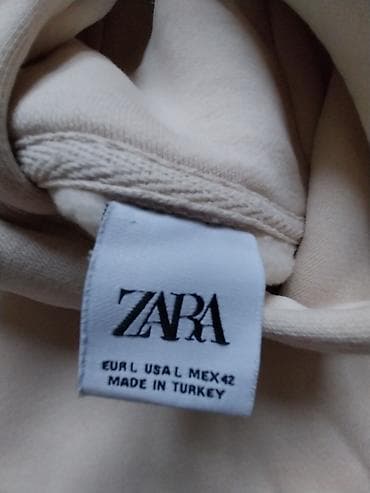 ZARA
EUR L USA L MEX 42
MADE IN TURKEY